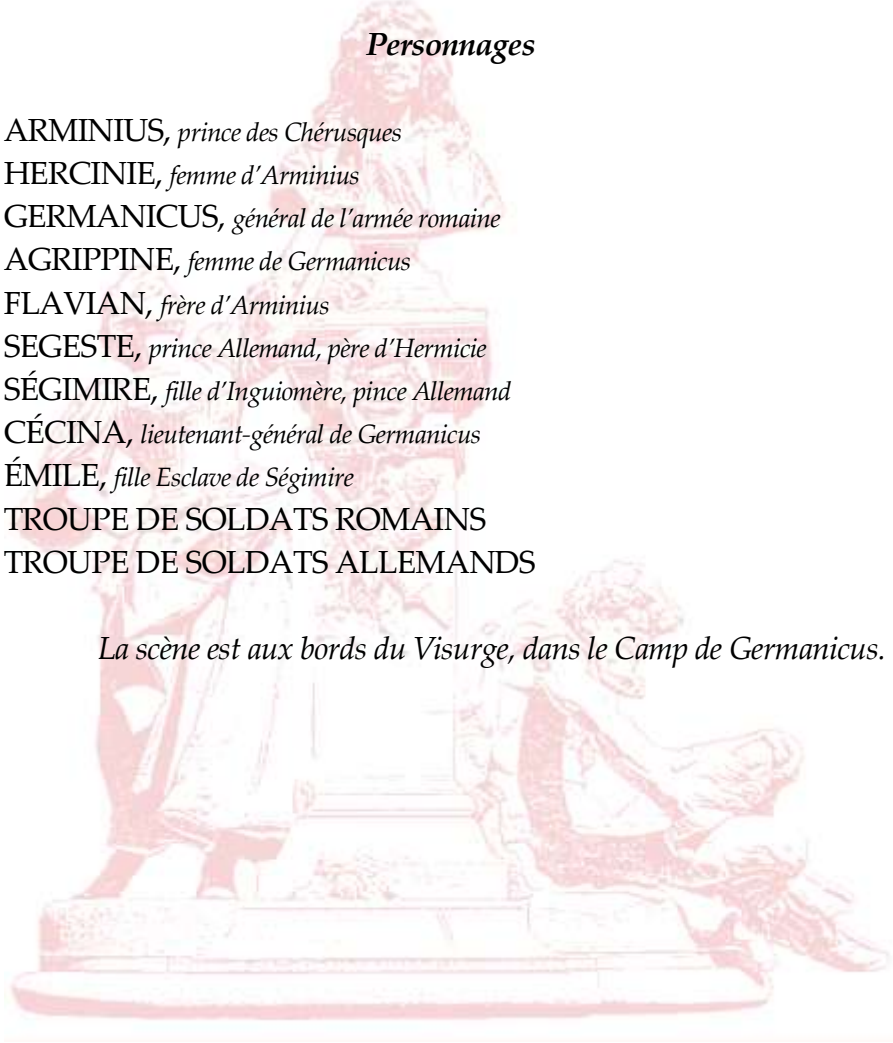 Personnages
ARMINIUS, prince des Chérusques
HERCINIE, femme d’Arminius
GERMANICUS, général de l’armée romaine
AGRIPPINE, femme de Germanicus
FLAVIAN, frère d’Arminius
SEGESTE, prince Allemand, père d’Hermicie
SÉGIMIRE, fille d’Inguiomère, pince Allemand
CÉCINA, lieutenant-général de Germanicus
ÉMILE, fille Esclave de Ségimire
TROUPE DE SOLDATS ROMAINS
TROUPE DE SOLDATS ALLEMANDS
La scène est aux bords du Visurge, dans le Camp de Germanicus.